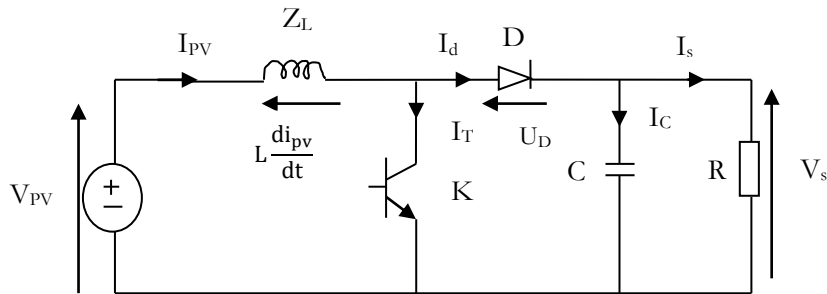 Z_L
I_PV
I_d
D
I_s
L di_pv/dt
I_T
U_D
I_C
V_PV
K
C
R
V_s